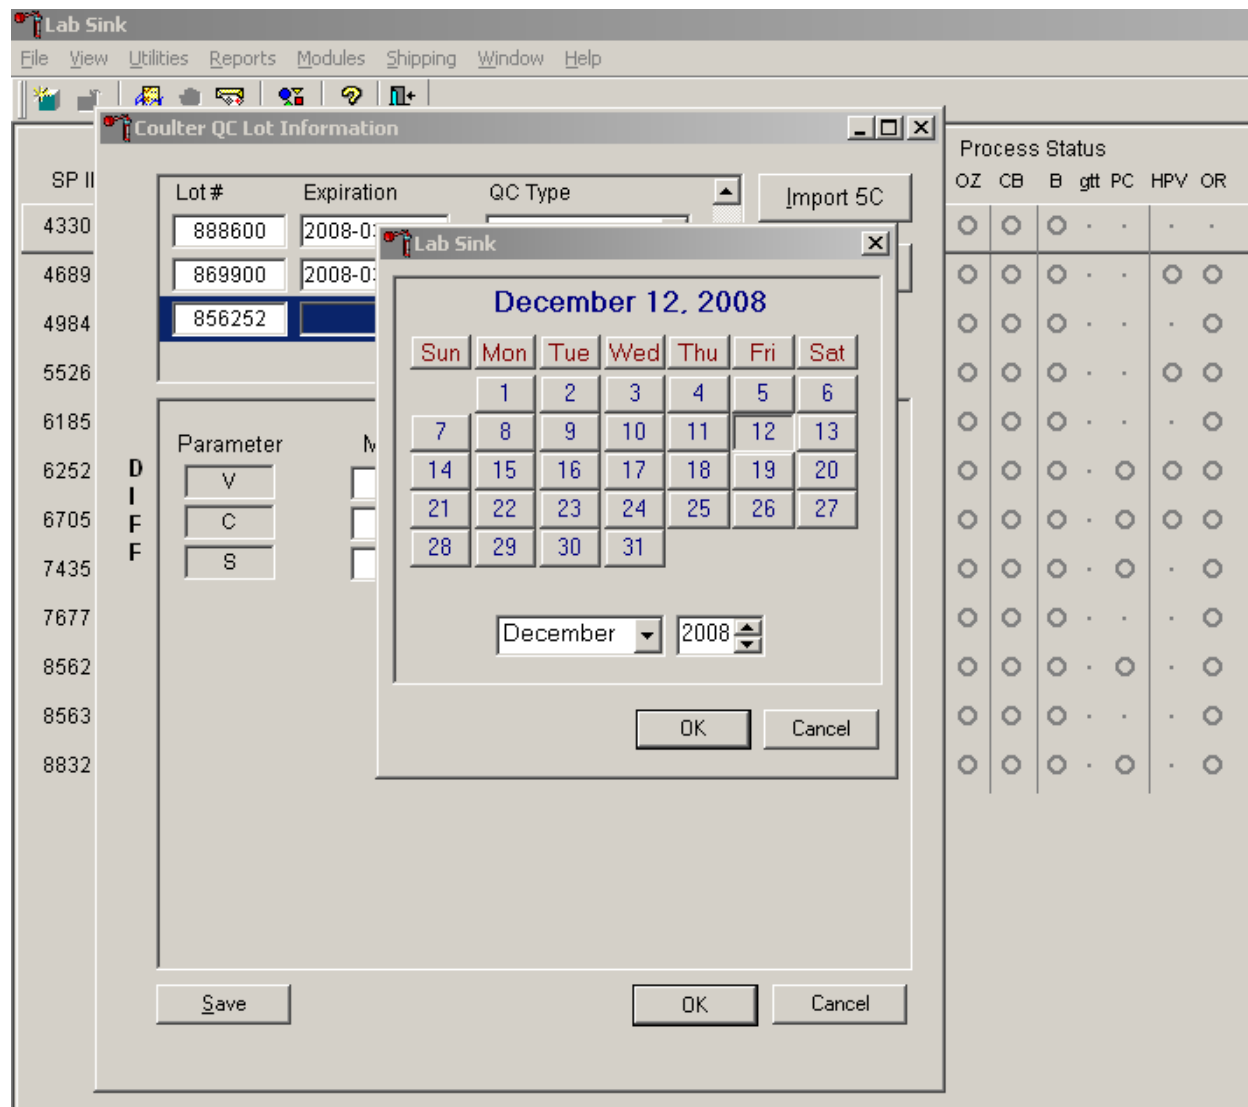 Lab Sink
File View Utilities Reports Modules Shipping Window Help
Coulter QC Lot Information
Process Status
SP II
OZ CB B gtt PC HPV OR
Lot # Expiration QC Type
Import 5C
4330
888600 2008-0
4689
869900 2008-0
4984
856252
5526
6185
6252
6705
7435
7677
8562
8563
8832
Parameter
D
I
F
F
V
C
S
Lab Sink
December 12, 2008
Sun Mon Tue Wed Thu Fri Sat
1 2 3 4 5 6
7 8 9 10 11 12 13
14 15 16 17 18 19 20
21 22 23 24 25 26 27
28 29 30 31
December 2008
OK Cancel
Save OK Cancel